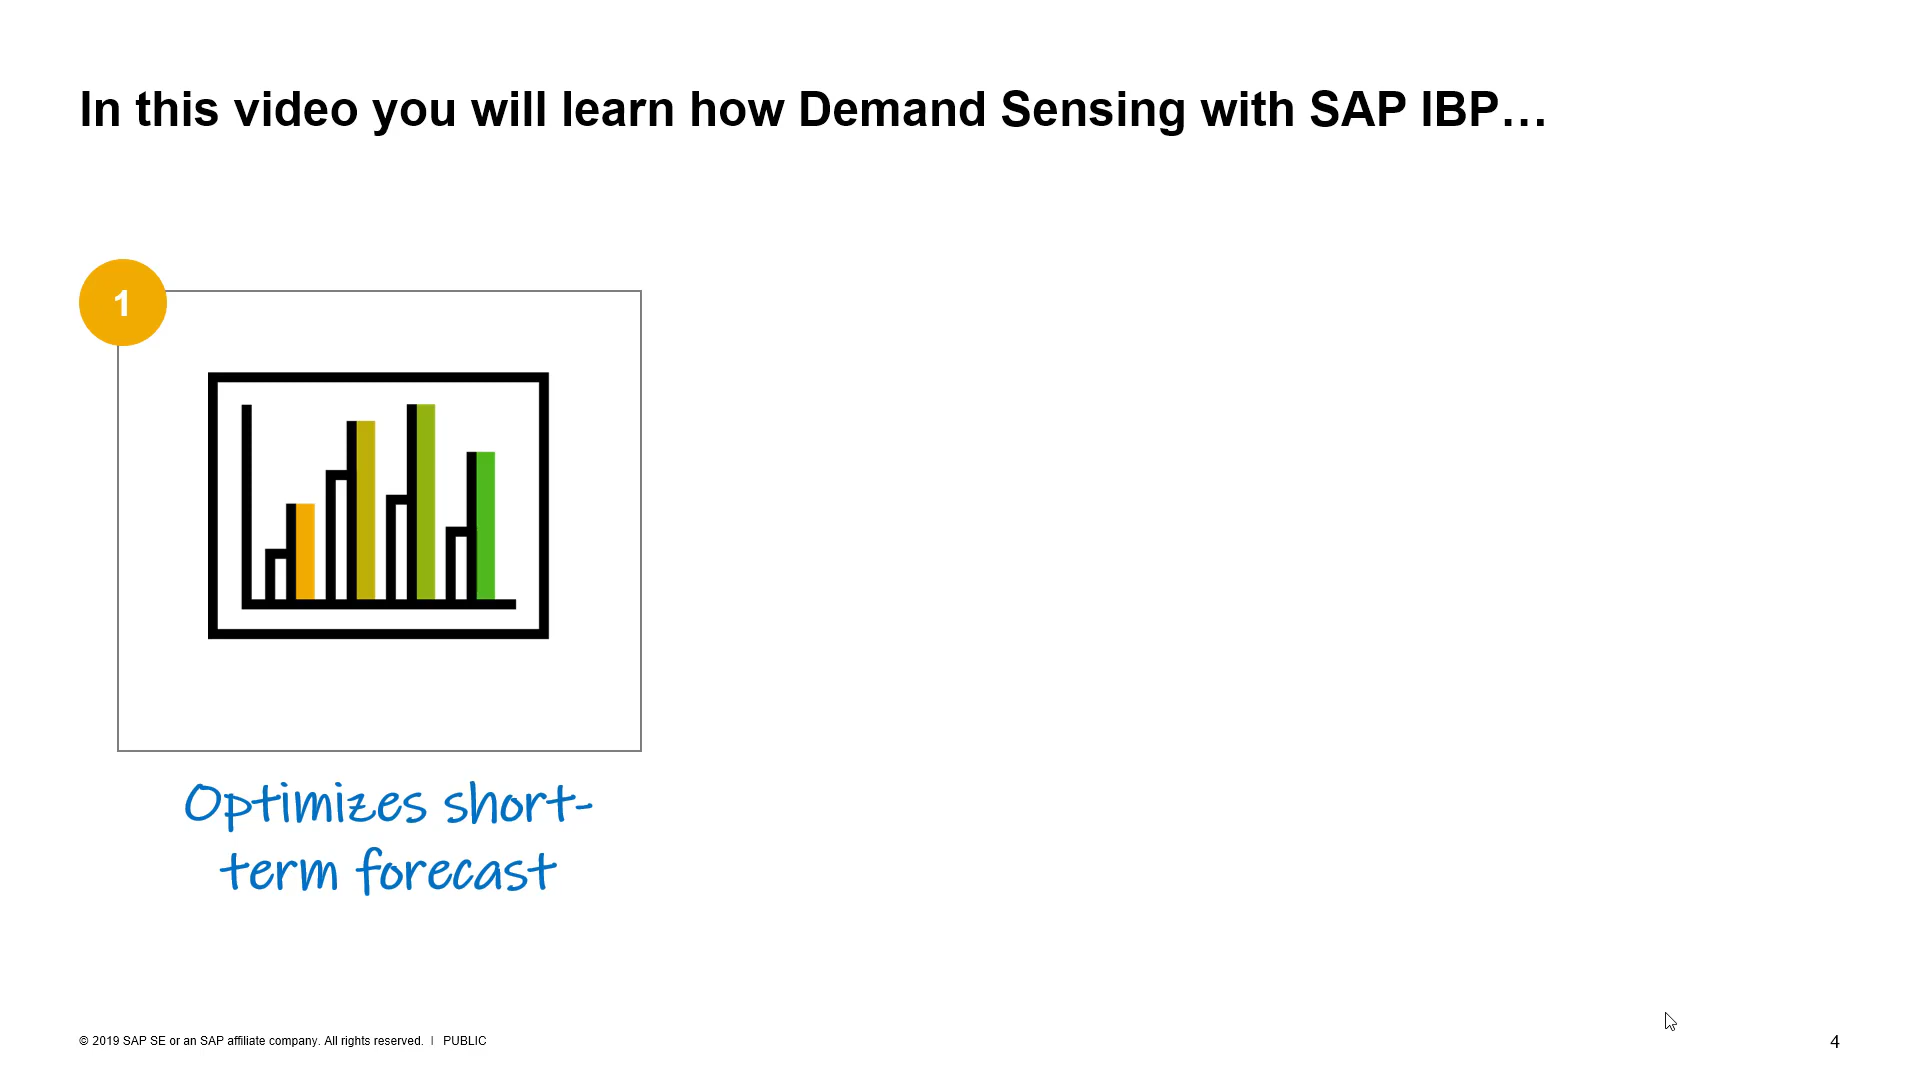 In this video you will learn how Demand Sensing with SAP IBP…
1
Optimizes short-
term forecast
© 2019 SAP SE or an SAP affiliate company. All rights reserved. | PUBLIC
4